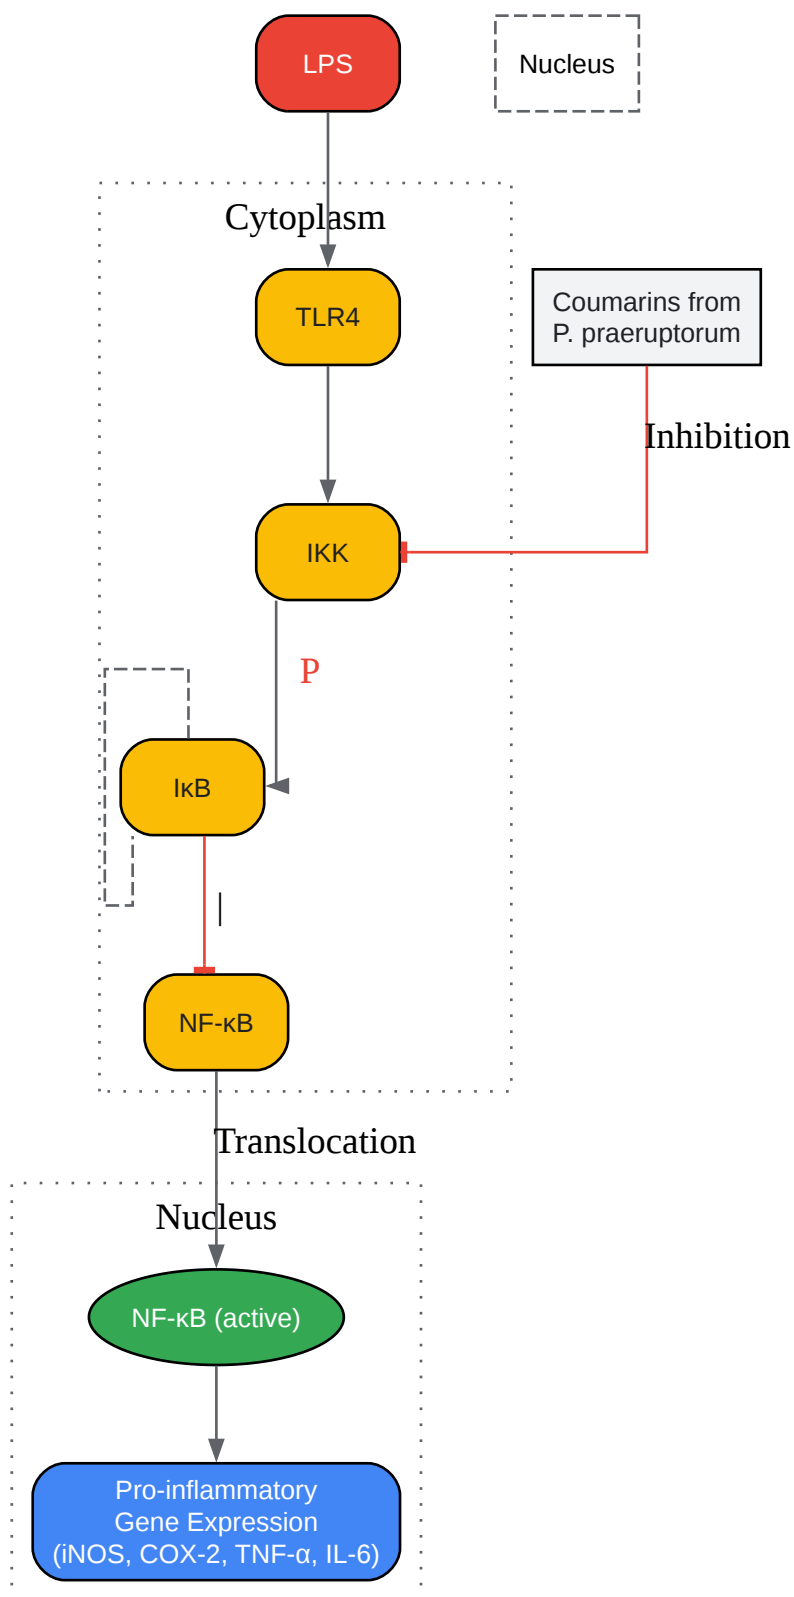 LPS
Nucleus
Cytoplasm
TLR4
Coumarins from
P. praeruptorum
Inhibition
IKK
P
IκB
|
NF-κB
Translocation
Nucleus
NF-κB (active)
Pro-inflammatory
Gene Expression
(iNOS, COX-2, TNF-α, IL-6)